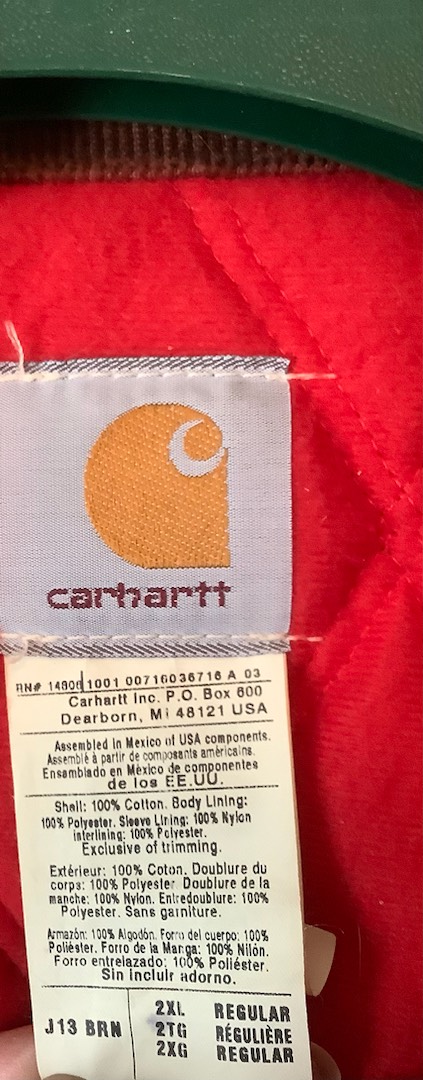 carhartt
RN# 14806 1001 00716036716 A 03
Carhartt Inc. P.O. Box 600
Dearborn, Mi 48121 USA
Assembled in Mexico of USA components.
Assemblé à partir de composants américains.
Ensamblado en México de componentes
de los EE.UU.
Shell: 100% Cotton. Body Lining:
100% Polyester. Sleeve Lining: 100% Nylon
interlining: 100% Polyester.
Exclusive of trimming.
Extérieur: 100% Coton. Doublure du
corps: 100% Polyester Doublure de la
manche: 100% Nylon. Entredoublure: 100%
Polyester. Sans garniture.
Armazón: 100% Algodón. Forro del cuerpo: 100%
Poliéster. Forro de la Manga: 100% Nilón.
Forro entrelazado: 100% Poliéster.
Sin incluir adorno.
J13 BRN
2XL REGULAR
2TG RÉGULIÈRE
2XG REGULAR